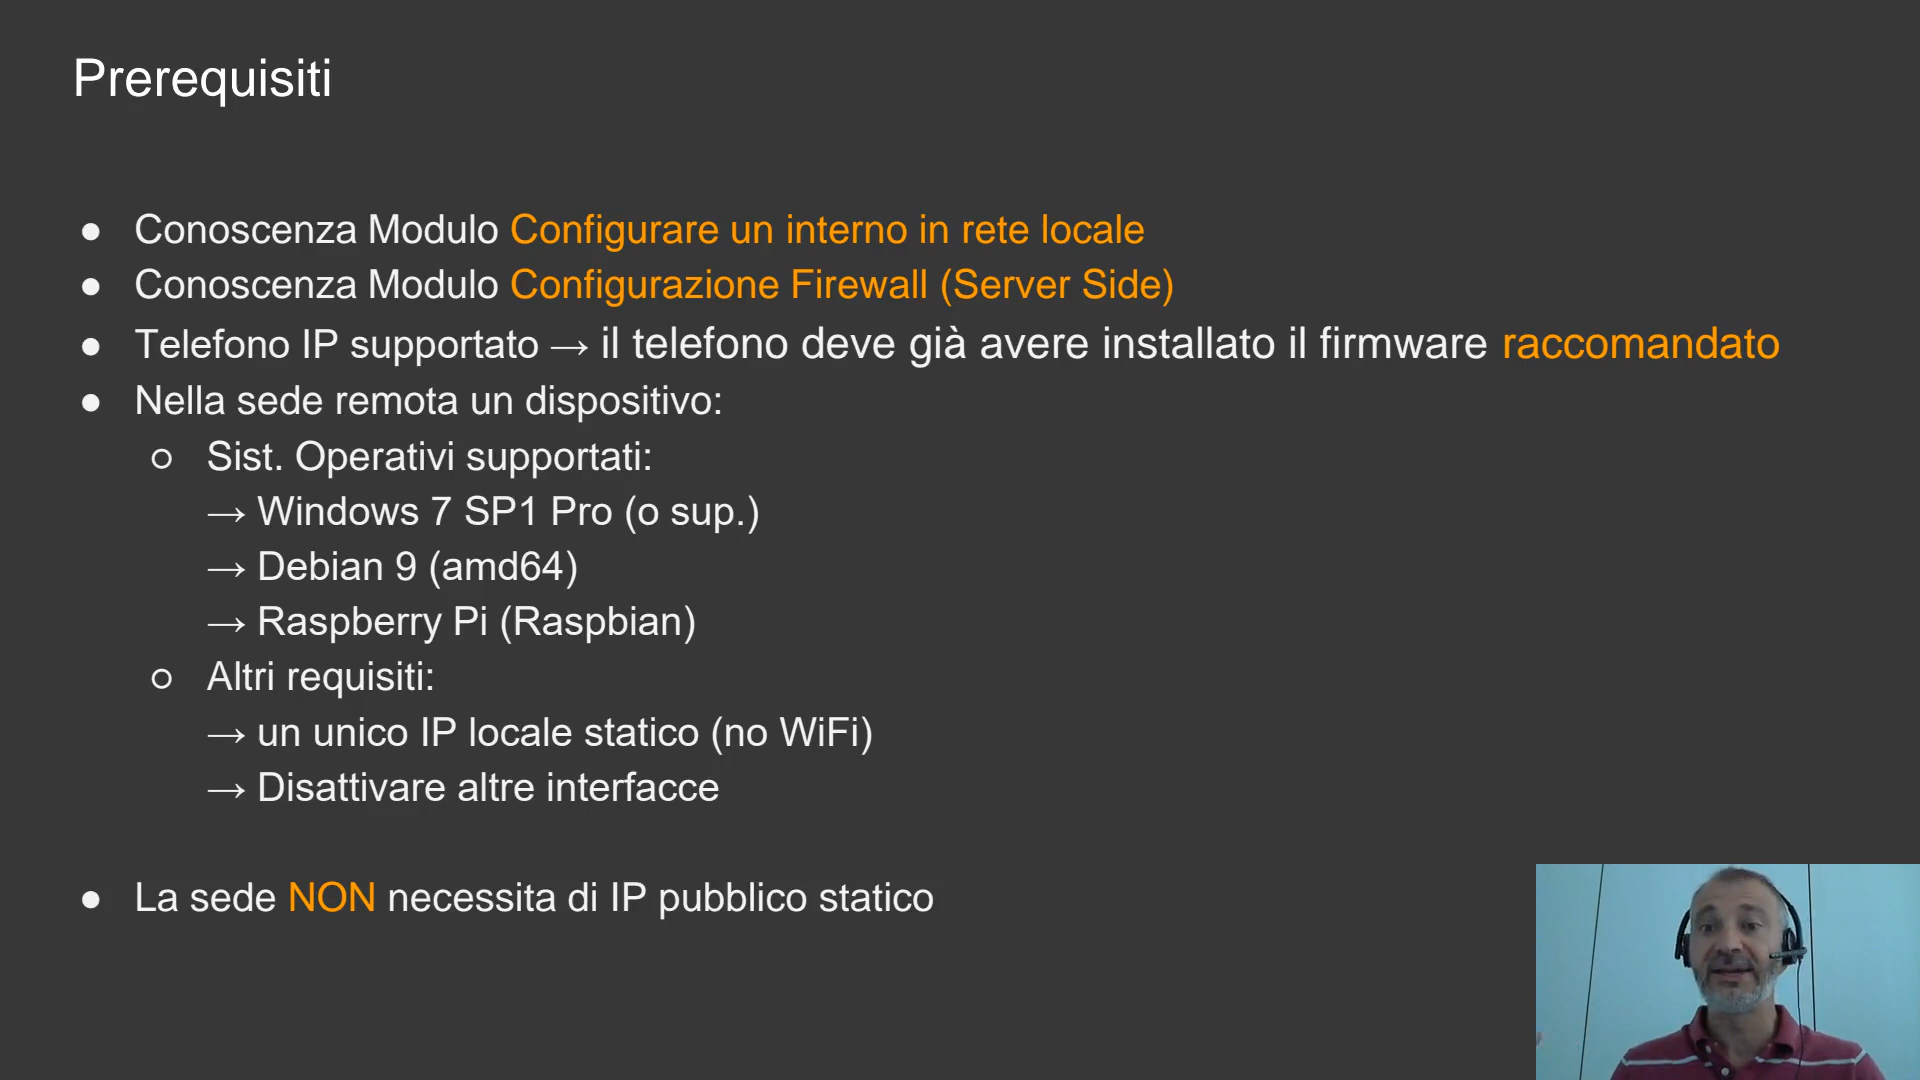 Prerequisiti
● Conoscenza Modulo Configurare un interno in rete locale
● Conoscenza Modulo Configurazione Firewall (Server Side)
● Telefono IP supportato → il telefono deve già avere installato il firmware raccomandato
● Nella sede remota un dispositivo:
○ Sist. Operativi supportati:
→ Windows 7 SP1 Pro (o sup.)
→ Debian 9 (amd64)
→ Raspberry Pi (Raspbian)
○ Altri requisiti:
→ un unico IP locale statico (no WiFi)
→ Disattivare altre interfacce
● La sede NON necessita di IP pubblico statico